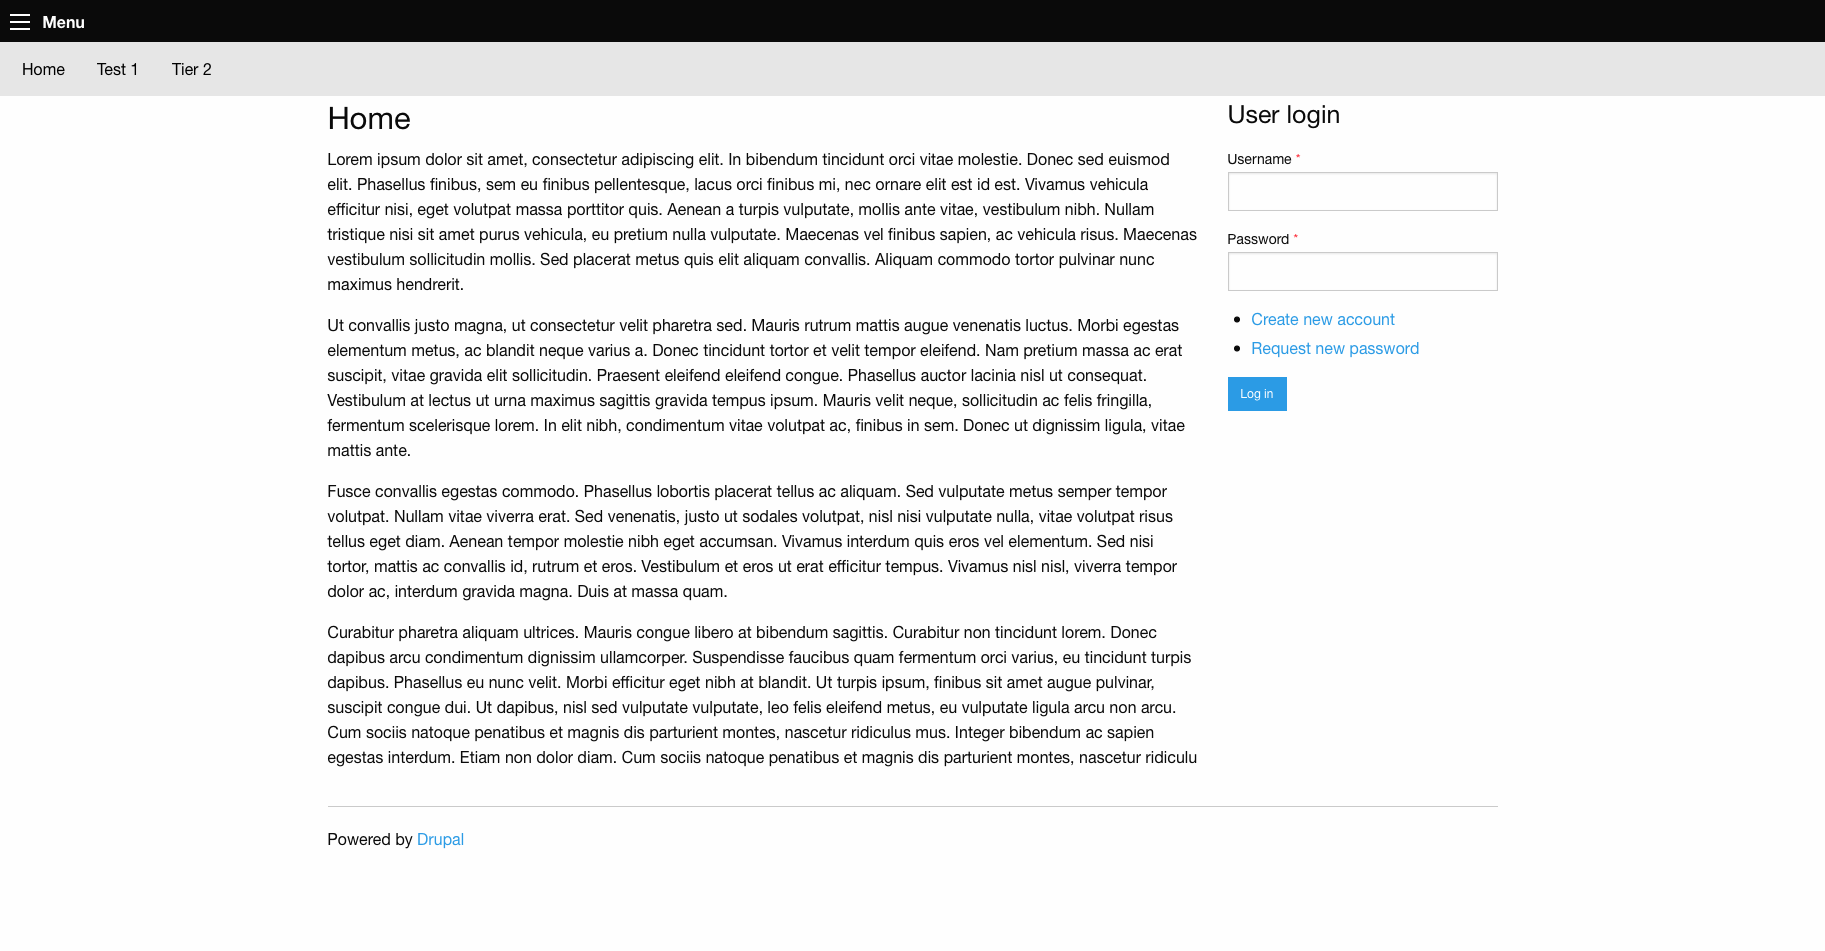 Menu
Home Test 1 Tier 2
Home
Lorem ipsum dolor sit amet, consectetur adipiscing elit. In bibendum tincidunt orci vitae molestie. Donec sed euismod
elit. Phasellus finibus, sem eu finibus pellentesque, lacus orci finibus mi, nec ornare elit est id est. Vivamus vehicula
efficitur nisi, eget volutpat massa porttitor quis. Aenean a turpis vulputate, mollis ante vitae, vestibulum nibh. Nullam
tristique nisi sit amet purus vehicula, eu pretium nulla vulputate. Maecenas vel finibus sapien, ac vehicula risus. Maecenas
vestibulum sollicitudin mollis. Sed placerat metus quis elit aliquam convallis. Aliquam commodo tortor pulvinar nunc
maximus hendrerit.
Ut convallis justo magna, ut consectetur velit pharetra sed. Mauris rutrum mattis augue venenatis luctus. Morbi egestas
elementum metus, ac blandit neque varius a. Donec tincidunt tortor et velit tempor eleifend. Nam pretium massa ac erat
suscipit, vitae gravida elit sollicitudin. Praesent eleifend eleifend congue. Phasellus auctor lacinia nisl ut consequat.
Vestibulum at lectus ut urna maximus sagittis gravida tempus ipsum. Mauris velit neque, sollicitudin ac felis fringilla,
fermentum scelerisque lorem. In elit nibh, condimentum vitae volutpat ac, finibus in sem. Donec ut dignissim ligula, vitae
mattis ante.
Fusce convallis egestas commodo. Phasellus lobortis placerat tellus ac aliquam. Sed vulputate metus semper tempor
volutpat. Nullam vitae viverra erat. Sed venenatis, justo ut sodales volutpat, nisl nisi vulputate nulla, vitae volutpat risus
tellus eget diam. Aenean tempor molestie nibh eget accumsan. Vivamus interdum quis eros vel elementum. Sed nisi
tortor, mattis ac convallis id, rutrum et eros. Vestibulum et eros ut erat efficitur tempus. Vivamus nisl nisl, viverra tempor
dolor ac, interdum gravida magna. Duis at massa quam.
Curabitur pharetra aliquam ultrices. Mauris congue libero at bibendum sagittis. Curabitur non tincidunt lorem. Donec
dapibus arcu condimentum dignissim ullamcorper. Suspendisse faucibus quam fermentum orci varius, eu tincidunt turpis
dapibus. Phasellus eu nunc velit. Morbi efficitur eget nibh at blandit. Ut turpis ipsum, finibus sit amet augue pulvinar,
suscipit congue dui. Ut dapibus, nisl sed vulputate vulputate, leo felis eleifend metus, eu vulputate ligula arcu non arcu.
Cum sociis natoque penatibus et magnis dis parturient montes, nascetur ridiculus mus. Integer bibendum ac sapien
egestas interdum. Etiam non dolor diam. Cum sociis natoque penatibus et magnis dis parturient montes, nascetur ridiculu
User login
Username *
Password *
Create new account
Request new password
Log in
Powered by Drupal